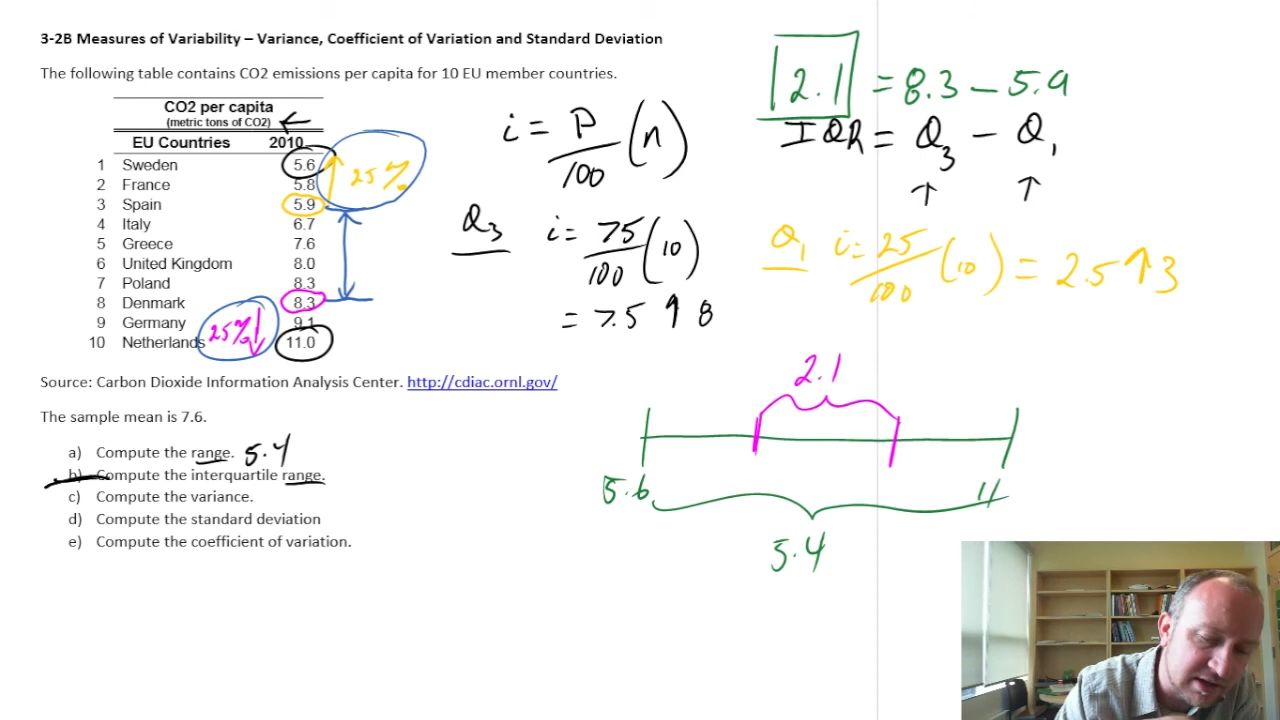 3-2B Measures of Variability – Variance, Coefficient of Variation and Standard Deviation
The following table contains CO2 emissions per capita for 10 EU member countries.
CO2 per capita
(metric tons of CO2) ←
EU Countries 2010
1 Sweden 5.6
2 France 5.8
3 Spain 5.9
4 Italy 6.7
5 Greece 7.6
6 United Kingdom 8.0
7 Poland 8.3
8 Denmark 8.3
9 Germany 9.1
10 Netherlands 11.0
25%
25%
Source: Carbon Dioxide Information Analysis Center. http://cdiac.ornl.gov/
The sample mean is 7.6.
a) Compute the range. 5.4
b) Compute the interquartile range.
c) Compute the variance.
d) Compute the standard deviation
e) Compute the coefficient of variation.
i = P/100 (n)
2.1 = 8.3 – 5.9
IQR = Q3 – Q1
Q3 i = 75/100 (10)
= 7.5 ↑ 8
Q1 i = 25/100 (10) = 2.5 ↑ 3
2.1
5.6 11
5.4